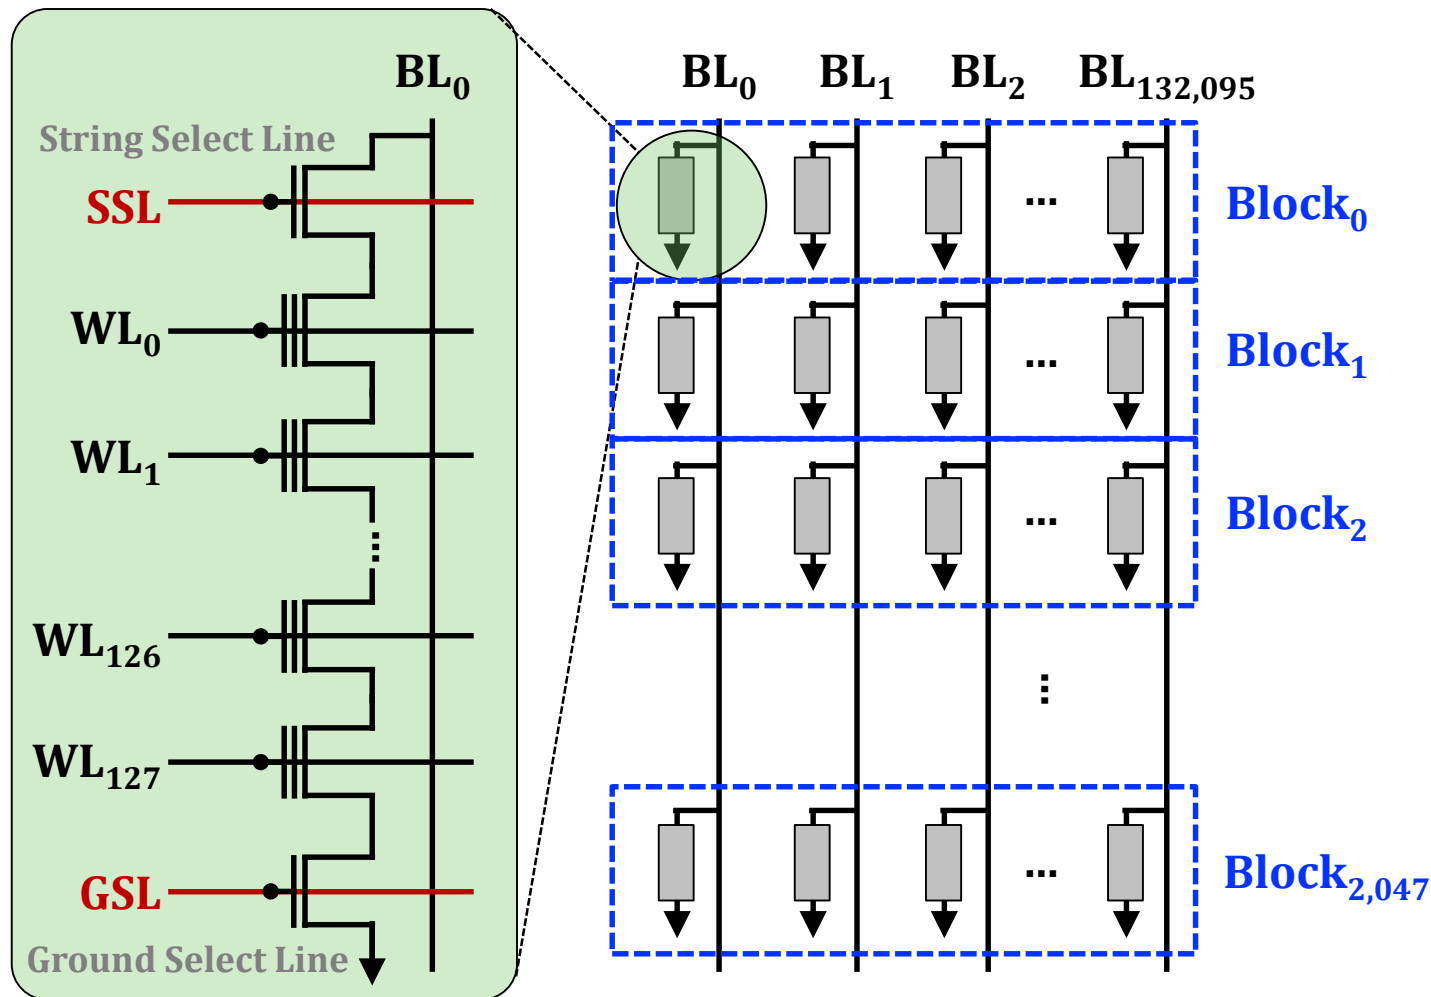 BL₀
String Select Line
SSL
WL₀
WL₁
⋮
WL₁₂₆
WL₁₂₇
GSL
Ground Select Line
BL₀ BL₁ BL₂ BL₁₃₂,₀₉₅
... Block₀
... Block₁
... Block₂
⋮
... Block₂,₀₄₇